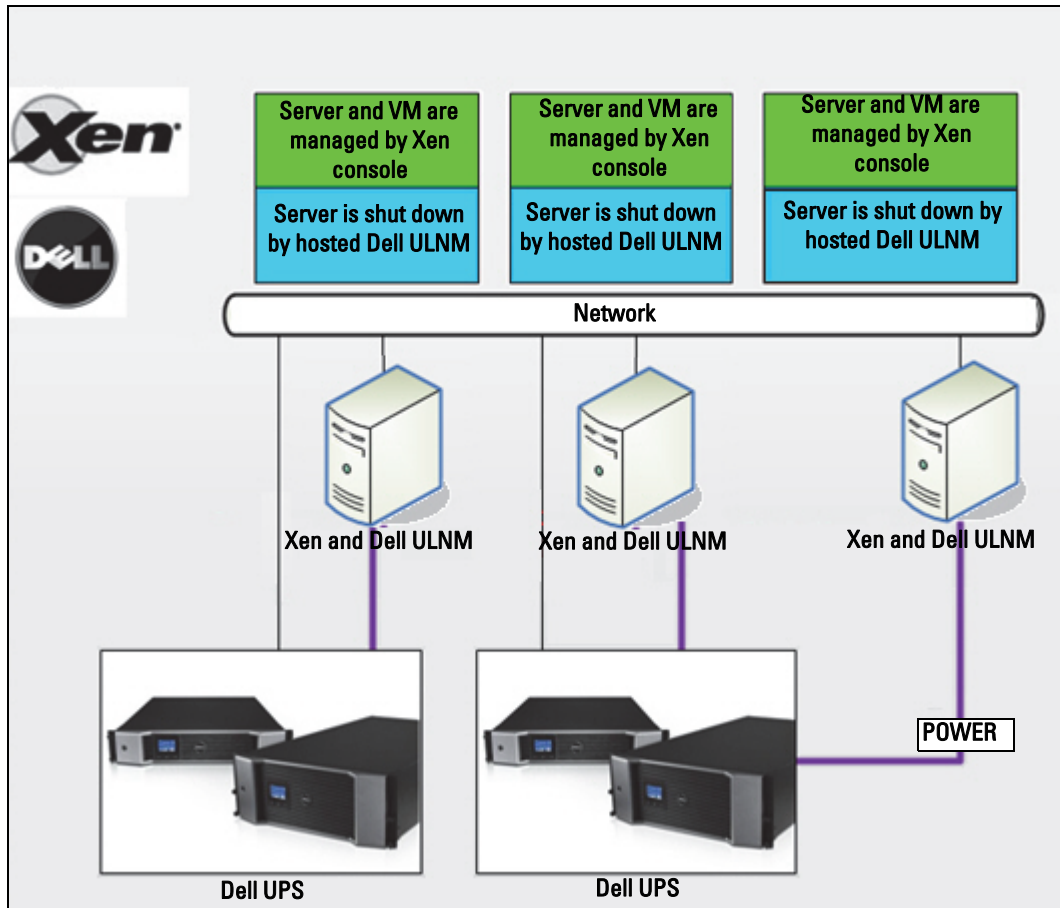 Xen
DELL
Server and VM are
managed by Xen
console
Server is shut down
by hosted Dell ULNM
Server and VM are
managed by Xen
console
Server is shut down
by hosted Dell ULNM
Server and VM are
managed by Xen
console
Server is shut down by
hosted Dell ULNM
Network
Xen and Dell ULNM
Xen and Dell ULNM
Xen and Dell ULNM
POWER
Dell UPS
Dell UPS